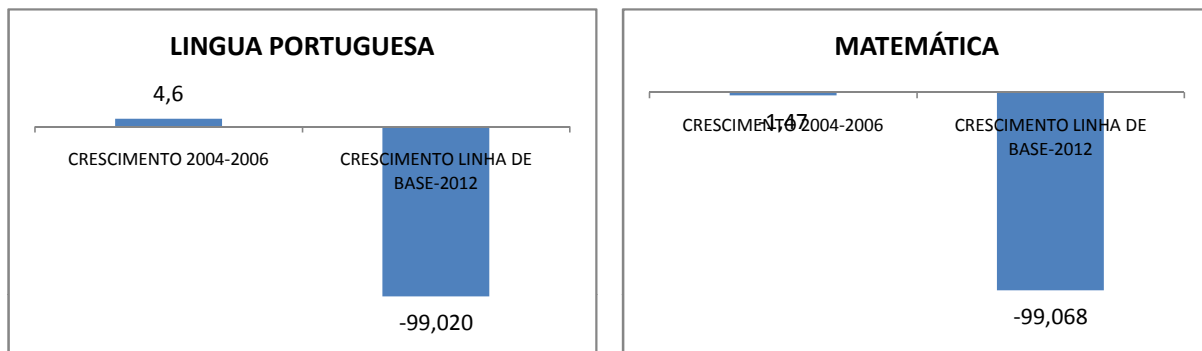 LINGUA PORTUGUESA
4,6
CRESCIMENTO 2004-2006
CRESCIMENTO LINHA DE
BASE-2012
-99,020
MATEMÁTICA
CRESCIMENTO 2004-2006
-1,47
CRESCIMENTO LINHA DE
BASE-2012
-99,068